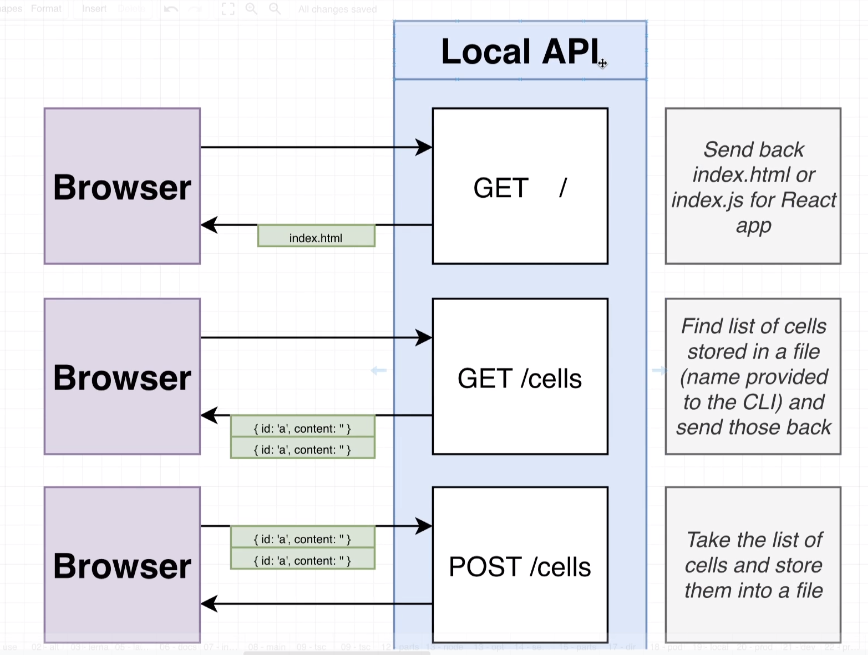 Format Insert
All changes saved
Local API
Browser
GET /
index.html
Send back
index.html or
index.js for React
app
Browser
GET /cells
{ id: 'a', content: '' }
{ id: 'a', content: '' }
Find list of cells
stored in a file
(name provided
to the CLI) and
send those back
Browser
{ id: 'a', content: '' }
{ id: 'a', content: '' }
POST /cells
Take the list of
cells and store
them into a file